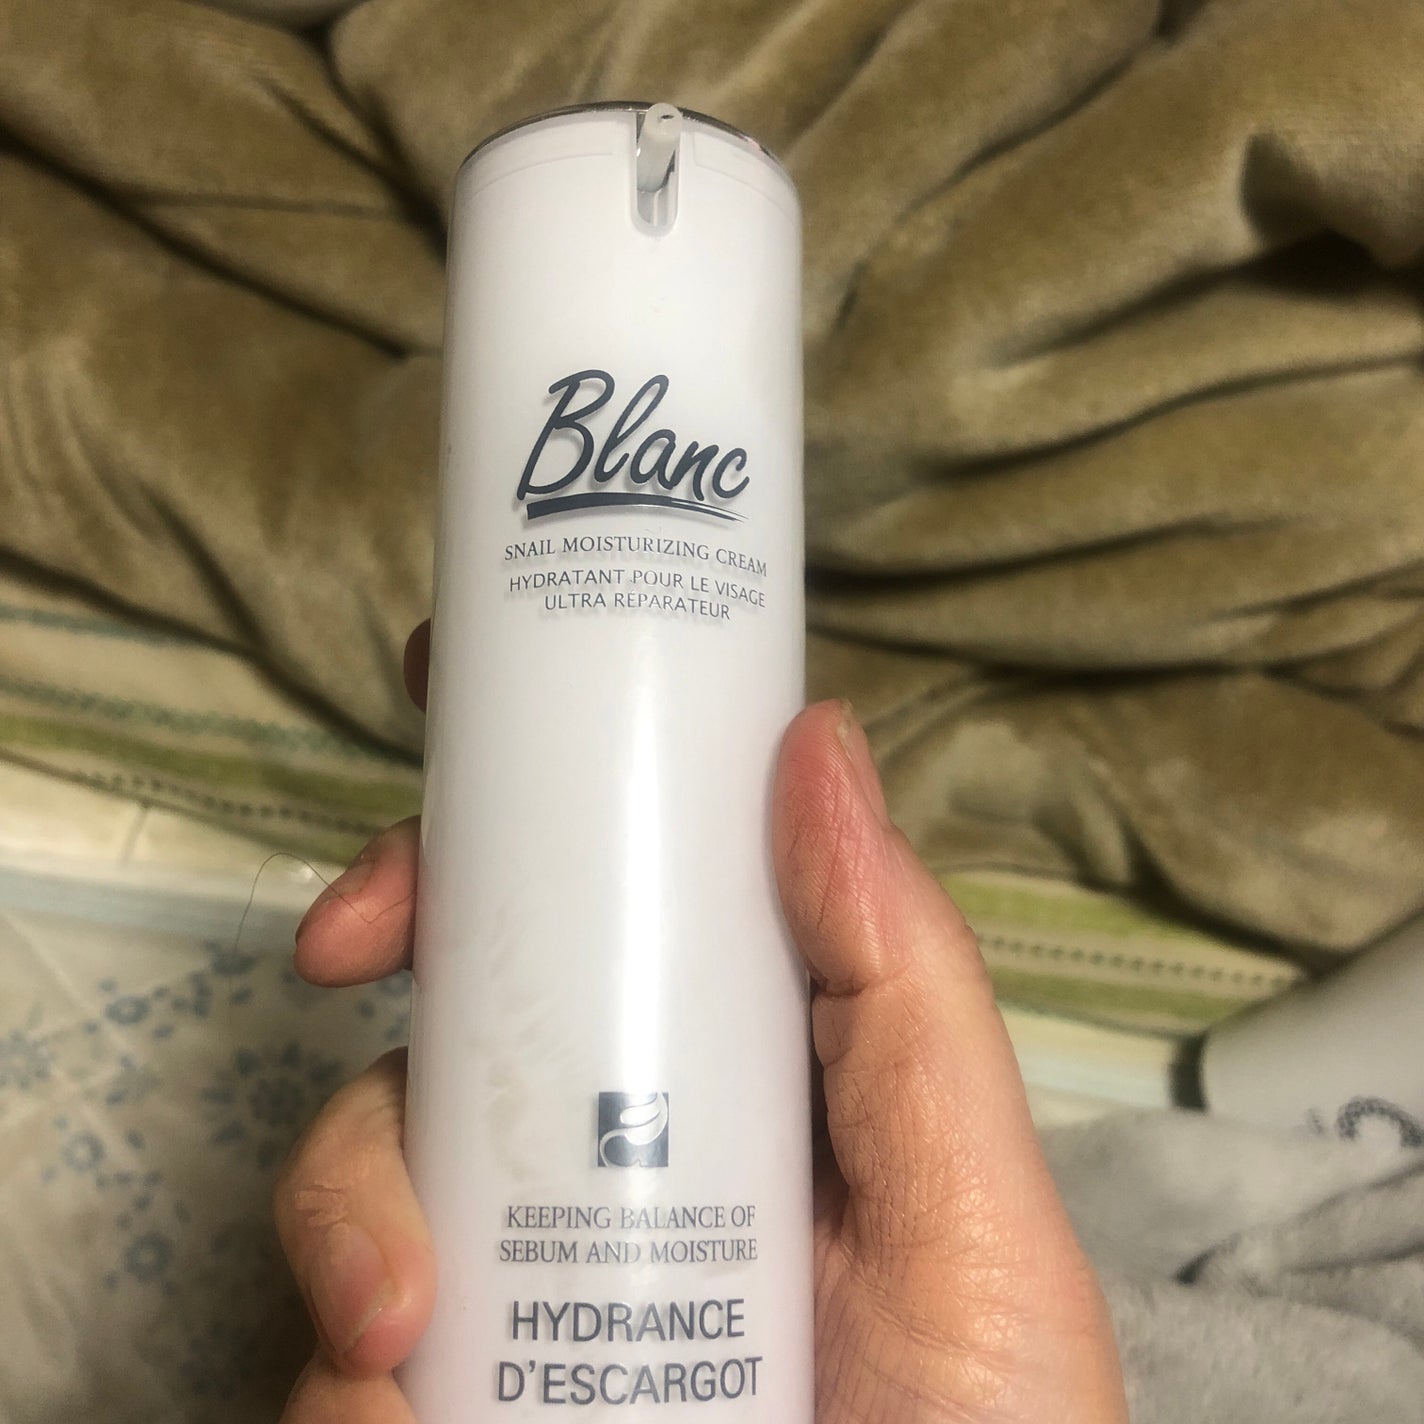 Blanc
SNAIL MOISTURIZING CREAM
HYDRATANT POUR LE VISAGE
ULTRA RÉPARATEUR
KEEPING BALANCE OF
SEBUM AND MOISTURE
HYDRANCE
D'ESCARGOT